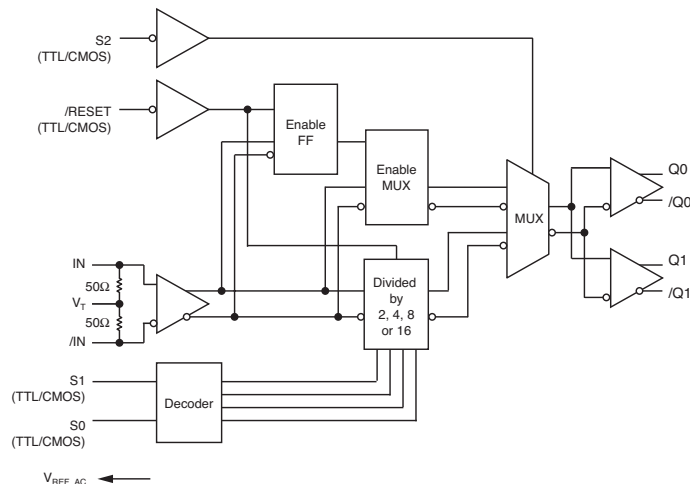 S2
(TTL/CMOS)
/RESET
(TTL/CMOS)
Enable
FF
Enable
MUX
MUX
Q0
/Q0
Q1
/Q1
IN
50Ω
VT
50Ω
/IN
Divided
by
2, 4, 8
or 16
S1
(TTL/CMOS)
Decoder
S0
(TTL/CMOS)
VREF_AC